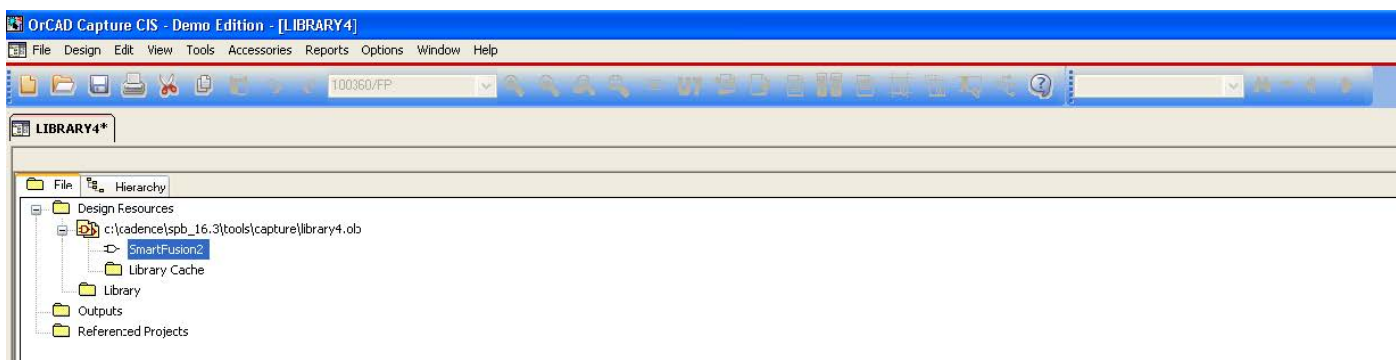 OrCAD Capture CIS - Demo Edition - [LIBRARY4]
File Design Edit View Tools Accessories Reports Options Window Help
100360/FP
LIBRARY4*
File Hierarchy
Design Resources
c:\cadence\spb_16.3\tools\capture\library4.olb
SmartFusion2
Library Cache
Library
Outputs
Referenced Projects